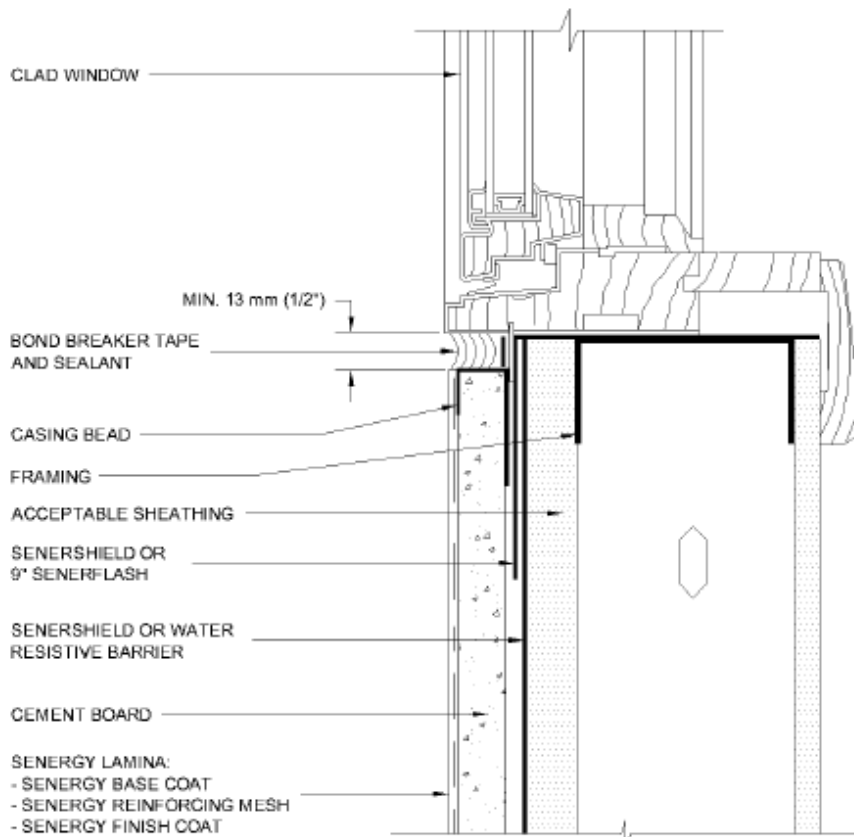 CLAD WINDOW
MIN. 13 mm (1/2")
BOND BREAKER TAPE
AND SEALANT
CASING BEAD
FRAMING
ACCEPTABLE SHEATHING
SENERSHIELD OR
9" SENERFLASH
SENERSHIELD OR WATER
RESISTIVE BARRIER
CEMENT BOARD
SENERGY LAMINA:
- SENERGY BASE COAT
- SENERGY REINFORCING MESH
- SENERGY FINISH COAT